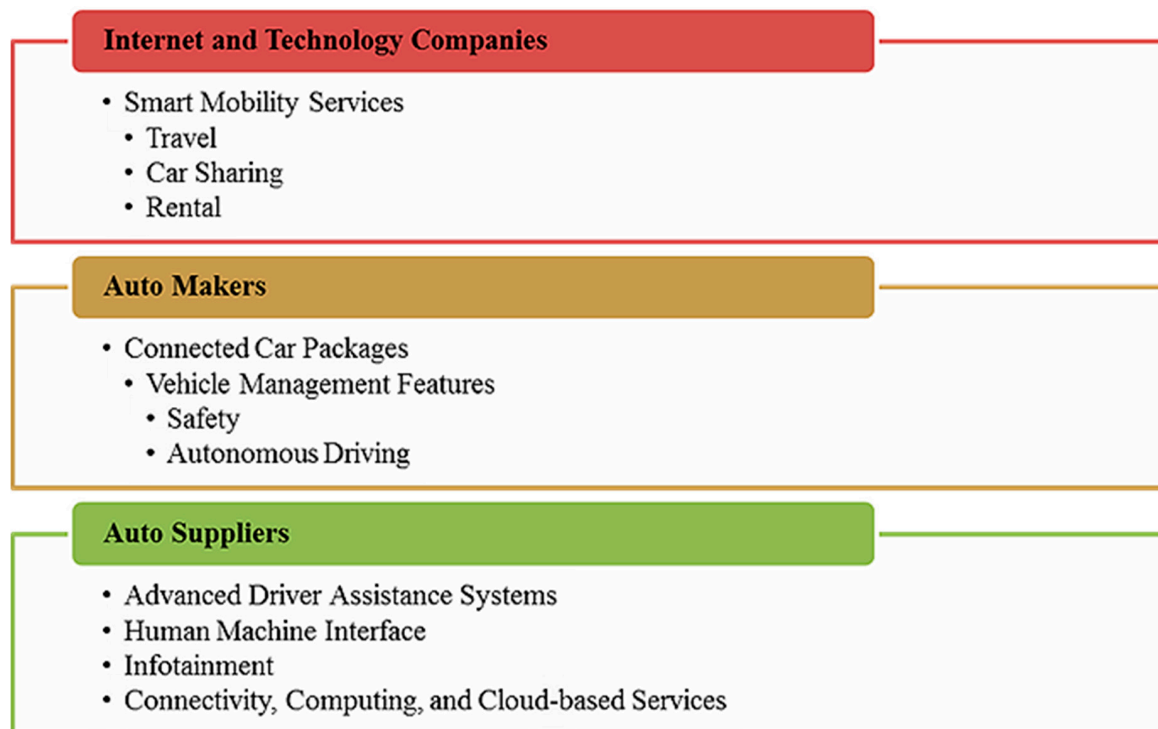 Internet and Technology Companies
• Smart Mobility Services
• Travel
• Car Sharing
• Rental
Auto Makers
• Connected Car Packages
• Vehicle Management Features
• Safety
• Autonomous Driving
Auto Suppliers
• Advanced Driver Assistance Systems
• Human Machine Interface
• Infotainment
• Connectivity, Computing, and Cloud-based Services